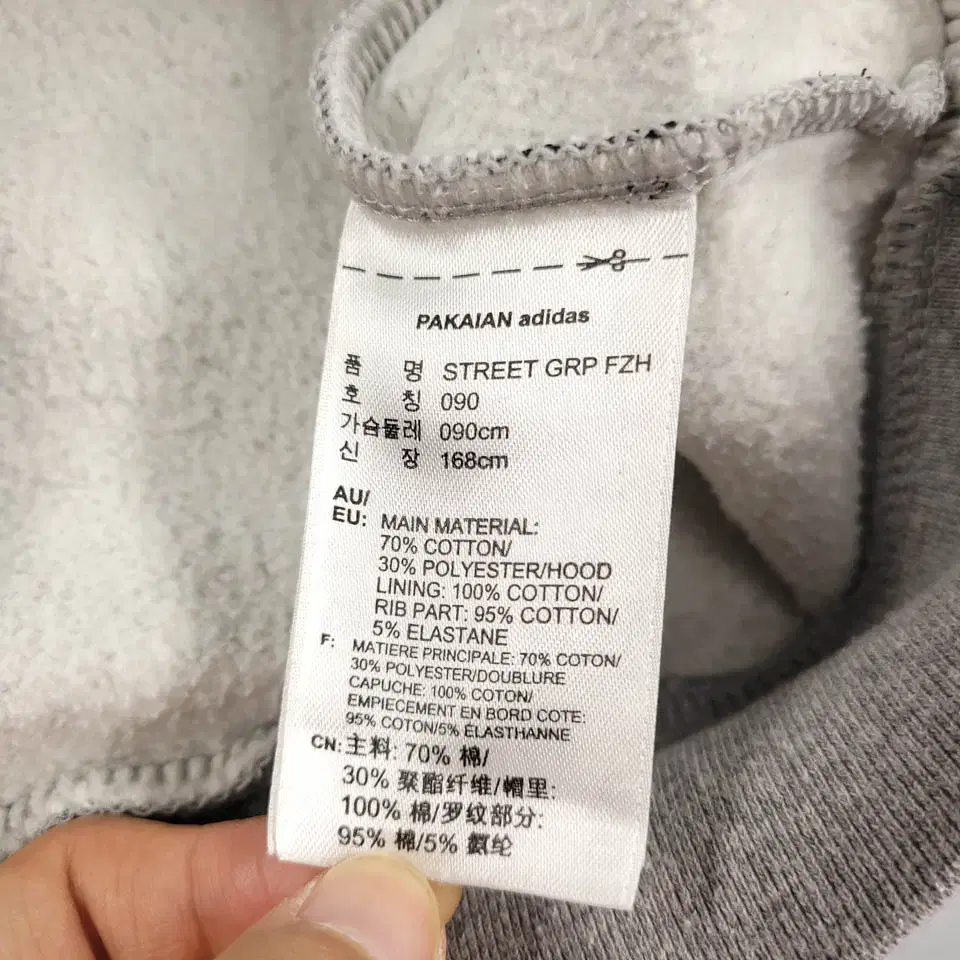 PAKAIAN adidas
품 명 STREET GRP FZH
호 칭 090
가슴둘레 090cm
신 장 168cm
AU/
EU: MAIN MATERIAL:
70% COTTON/
30% POLYESTER/HOOD
LINING: 100% COTTON/
RIB PART: 95% COTTON/
5% ELASTANE
F: MATIERE PRINCIPALE: 70% COTON/
30% POLYESTER/DOUBLURE
CAPUCHE: 100% COTON/
EMPIECEMENT EN BORD COTE:
95% COTON/5% ELASTHANNE
CN: 主料: 70% 棉/
30% 聚酯纤维/帽里:
100% 棉/罗纹部分:
95% 棉/5% 氨纶